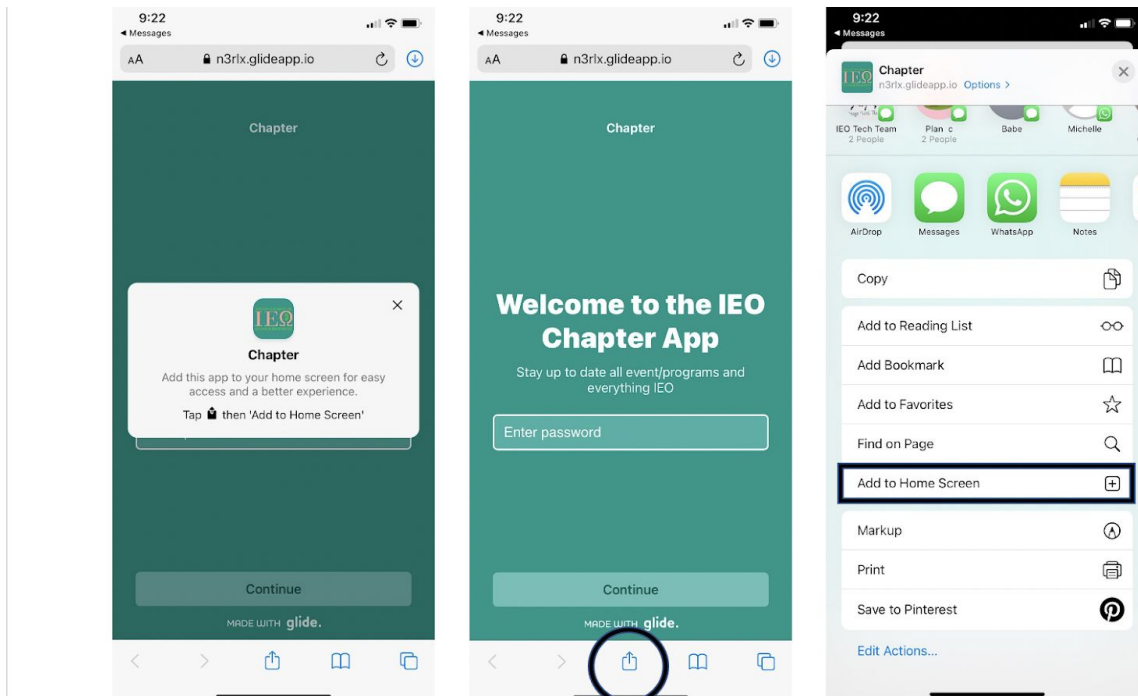 9:22
◀ Messages
AA n3rlx.glideapp.io
Chapter
ΙΕΩ
Chapter
Add this app to your home screen for easy
access and a better experience.
Tap then 'Add to Home Screen'
Continue
MADE WITH glide.
9:22
◀ Messages
AA n3rlx.glideapp.io
Chapter
Welcome to the IEO
Chapter App
Stay up to date all event/programs and
everything IEO
Enter password
Continue
MADE WITH glide.
9:22
◀ Messages
ΙΕΩ
Chapter
n3rlx.glideapp.io Options >
IEO Tech Team Plan c Babe Michelle
2 People 2 People
AirDrop Messages WhatsApp Notes
Copy
Add to Reading List
Add Bookmark
Add to Favorites
Find on Page
Add to Home Screen
Markup
Print
Save to Pinterest
Edit Actions...